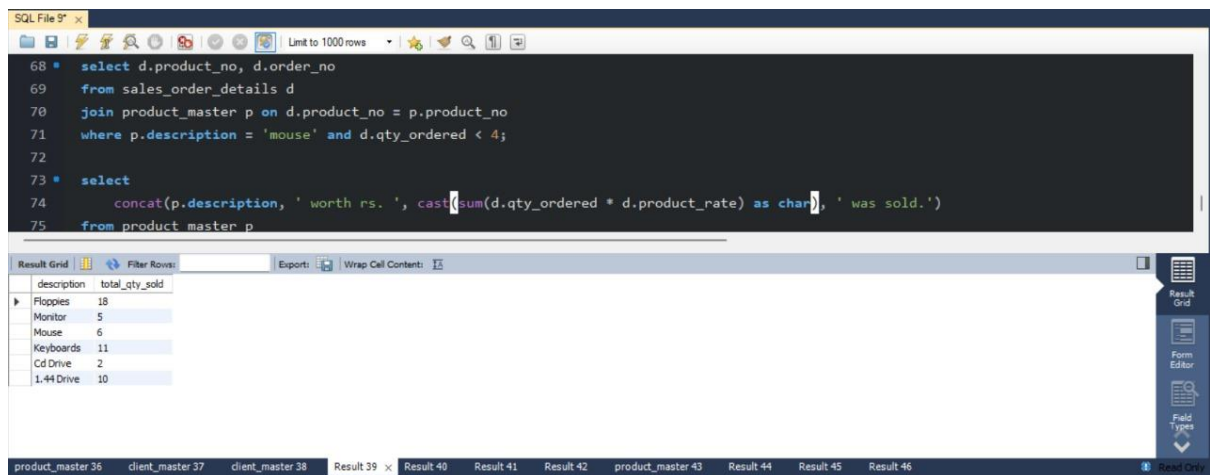 SQL File 9* ×
Limit to 1000 rows
68 select d.product_no, d.order_no
69 from sales_order_details d
70 join product_master p on d.product_no = p.product_no
71 where p.description = 'mouse' and d.qty_ordered < 4;
72
73 select
74 concat(p.description, ' worth rs. ', cast(sum(d.qty_ordered * d.product_rate) as char), ' was sold.')
75 from product_master p
Result Grid Filter Rows: Export: Wrap Cell Content:
description total_qty_sold
Floppies 18
Monitor 5
Mouse 6
Keyboards 11
Cd Drive 2
1.44 Drive 10
Result Grid
Form Editor
Field Types
product_master 36 client_master 37 client_master 38 Result 39 × Result 40 Result 41 Result 42 product_master 43 Result 44 Result 45 Result 46 Read Only